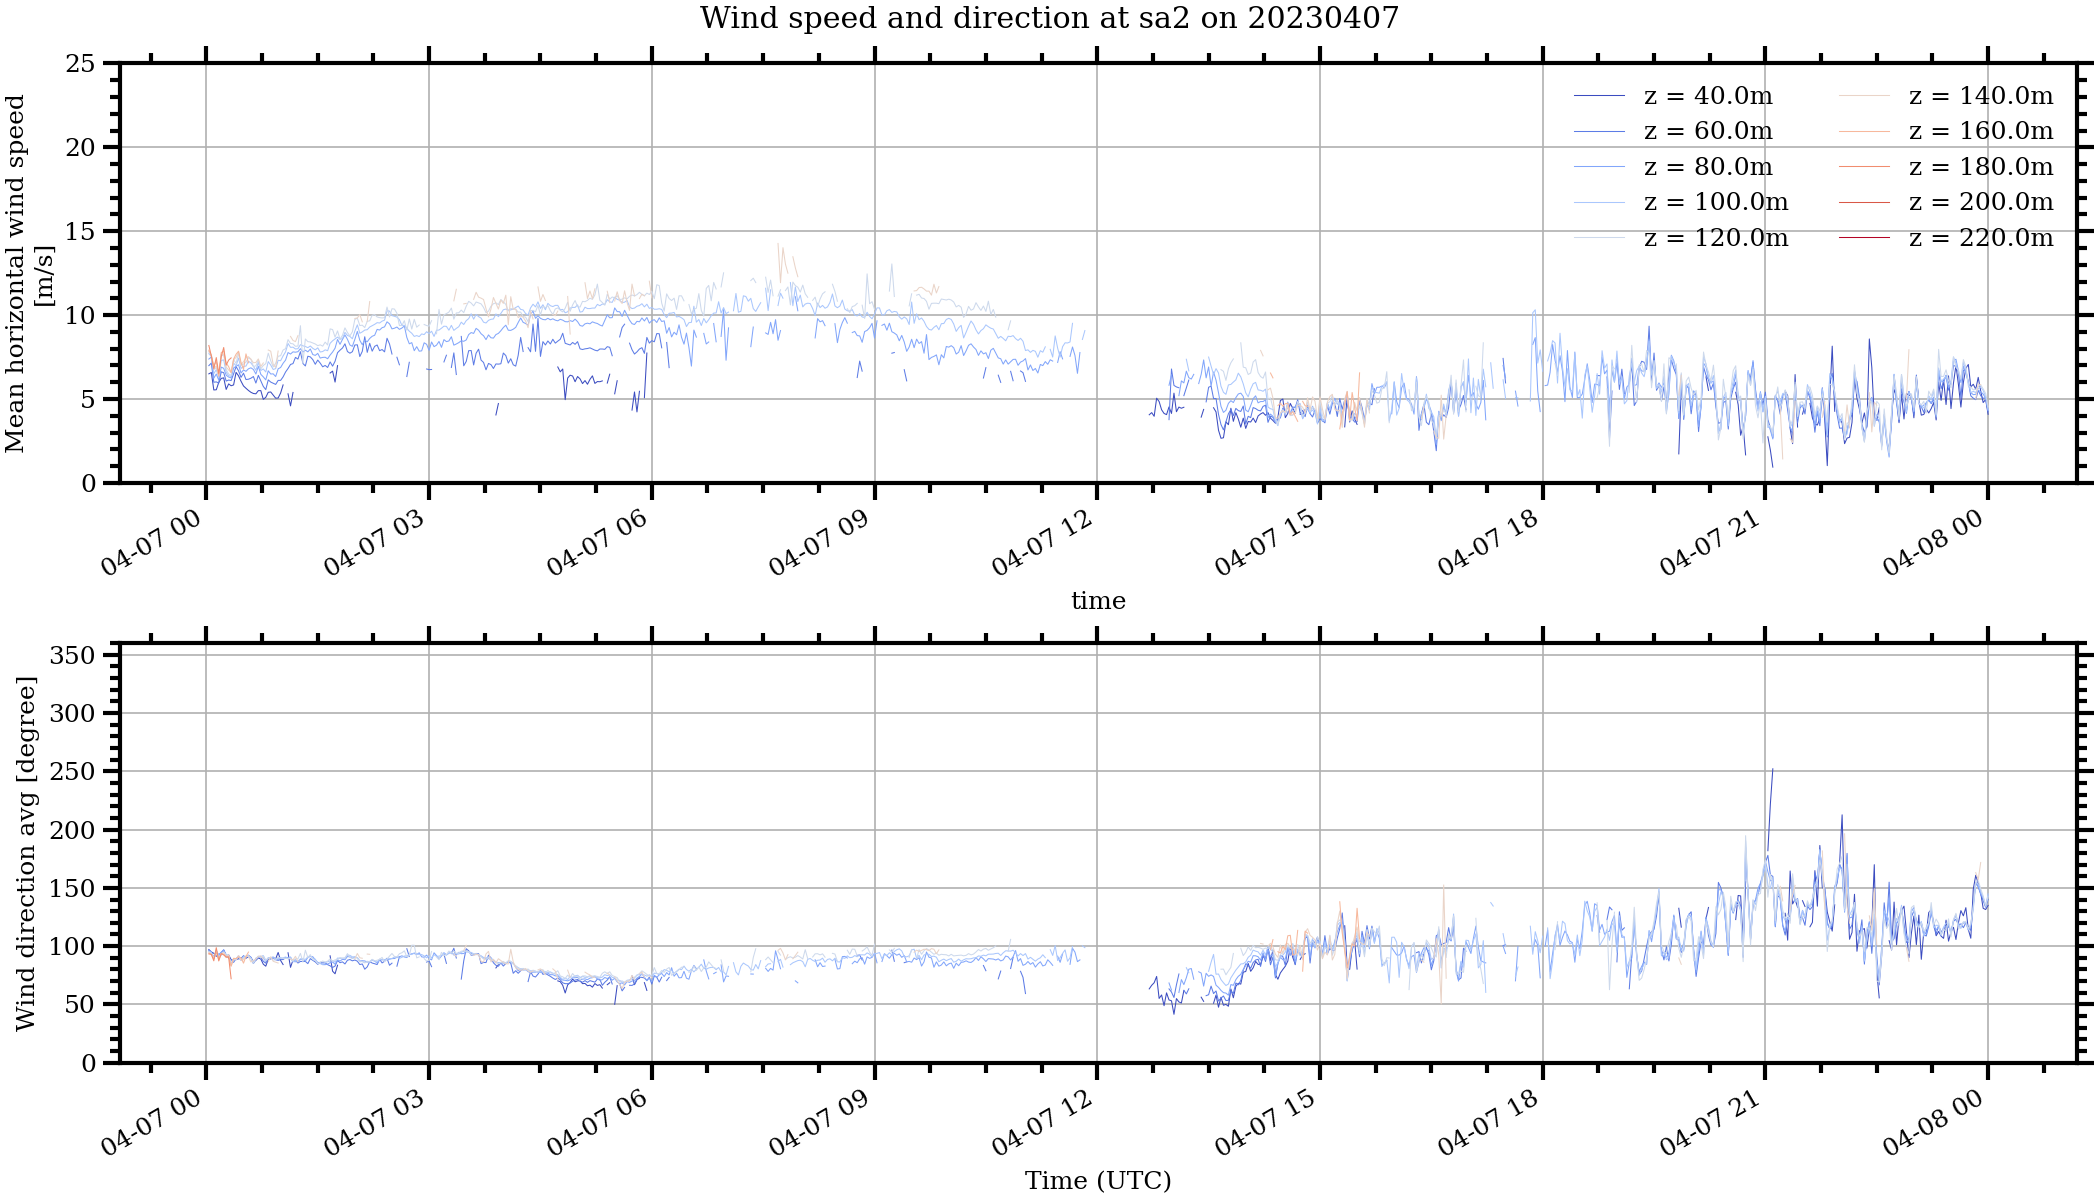 Wind speed and direction at sa2 on 20230407
Mean horizontal wind speed
[m/s]
25
20
15
10
5
0
z = 40.0m
z = 60.0m
z = 80.0m
z = 100.0m
z = 120.0m
z = 140.0m
z = 160.0m
z = 180.0m
z = 200.0m
z = 220.0m
04-07 00
04-07 03
04-07 06
04-07 09
04-07 12
04-07 15
04-07 18
04-07 21
04-08 00
time
Wind direction avg [degree]
350
300
250
200
150
100
50
0
04-07 00
04-07 03
04-07 06
04-07 09
04-07 12
04-07 15
04-07 18
04-07 21
04-08 00
Time (UTC)